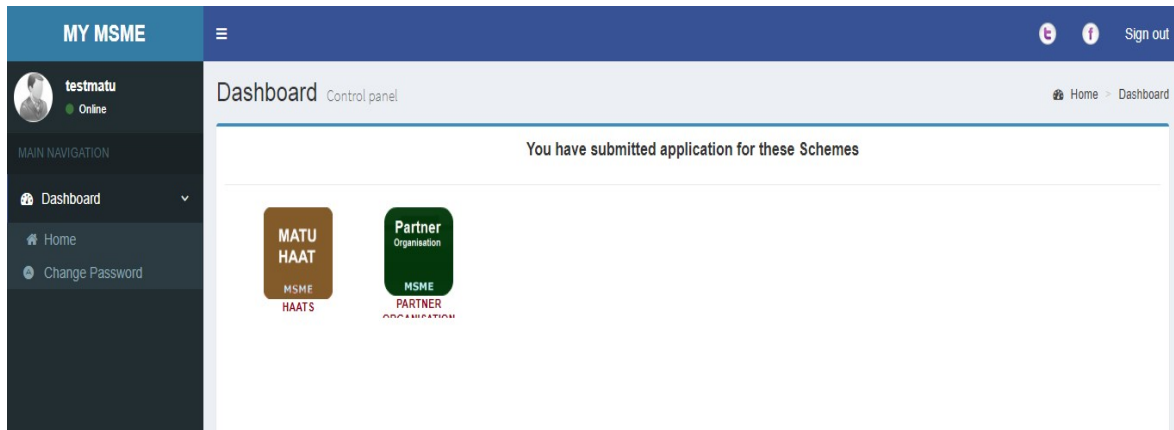 MY MSME
Sign out
testmatu
Online
Dashboard Control panel
Home > Dashboard
MAIN NAVIGATION
You have submitted application for these Schemes
Dashboard
Home
Change Password
MATU
HAAT
MSME
HAATS
Partner
Organisation
MSME
PARTNER
ORGANISATION